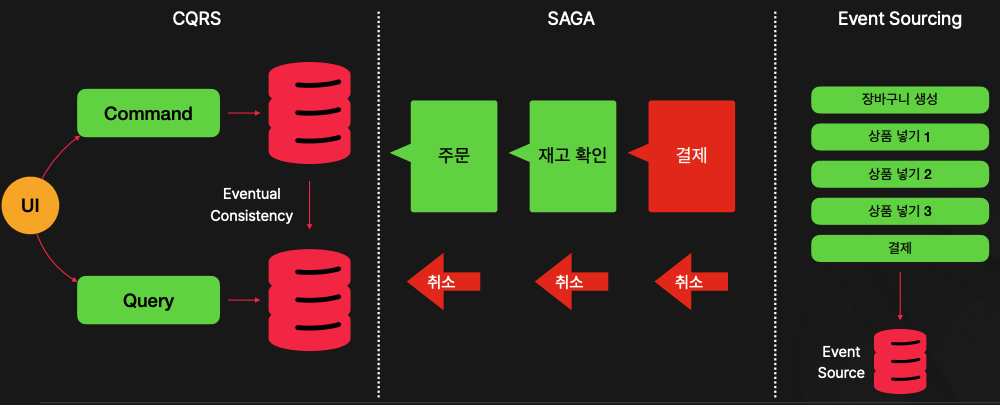 CQRS
Command
UI
Eventual
Consistency
Query
SAGA
주문
재고 확인
결제
취소
취소
취소
Event Sourcing
장바구니 생성
상품 넣기 1
상품 넣기 2
상품 넣기 3
결제
Event
Source